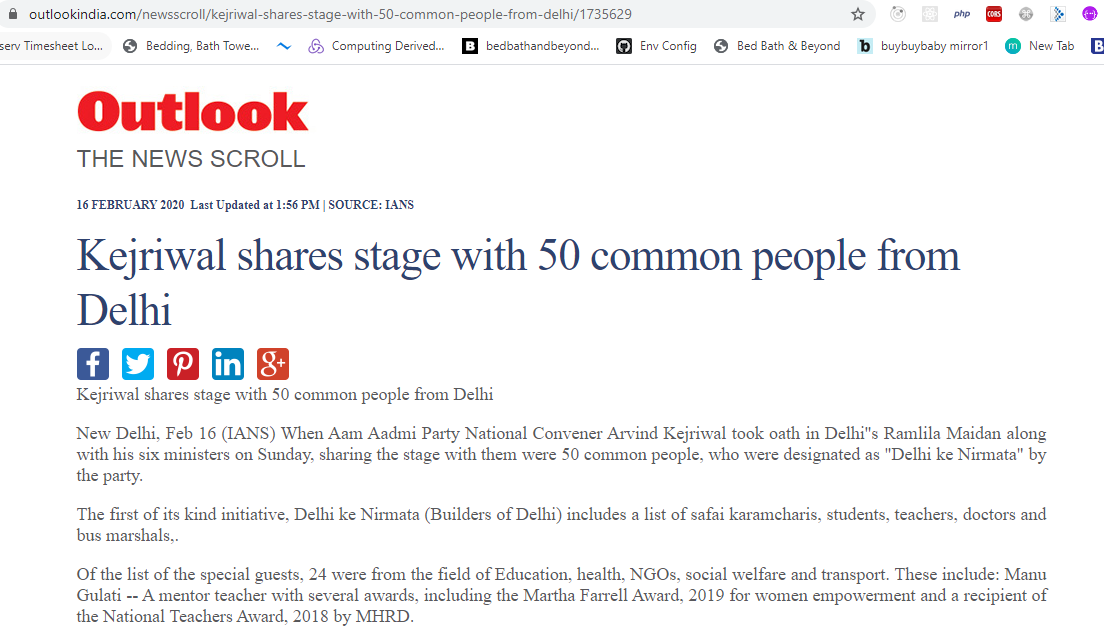 outlookindia.com/newsscroll/kejriwal-shares-stage-with-50-common-people-from-delhi/1735629
php
CORS
serv Timesheet Lo...
Bedding, Bath Towe...
Computing Derived...
B
bedbathandbeyond...
Env Config
Bed Bath & Beyond
b
buybuybaby mirror1
m
New Tab
B
Outlook
THE NEWS SCROLL
16 FEBRUARY 2020 Last Updated at 1:56 PM | SOURCE: IANS
Kejriwal shares stage with 50 common people from
Delhi
f
in
g+
Kejriwal shares stage with 50 common people from Delhi
New Delhi, Feb 16 (IANS) When Aam Aadmi Party National Convener Arvind Kejriwal took oath in Delhi"s Ramlila Maidan along
with his six ministers on Sunday, sharing the stage with them were 50 common people, who were designated as "Delhi ke Nirmata" by
the party.
The first of its kind initiative, Delhi ke Nirmata (Builders of Delhi) includes a list of safai karamcharis, students, teachers, doctors and
bus marshals,.
Of the list of the special guests, 24 were from the field of Education, health, NGOs, social welfare and transport. These include: Manu
Gulati -- A mentor teacher with several awards, including the Martha Farrell Award, 2019 for women empowerment and a recipient of
the National Teachers Award, 2018 by MHRD.